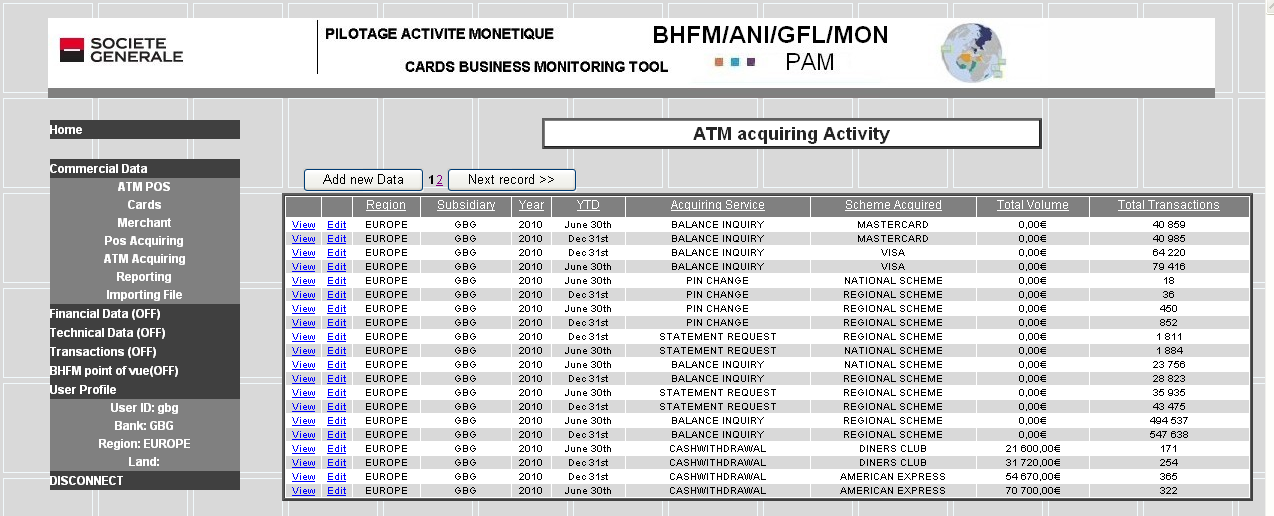 SOCIETE
GENERALE
PILOTAGE ACTIVITE MONETIQUE
CARDS BUSINESS MONITORING TOOL
BHFM/ANI/GFL/MON
PAM
Home
Commercial Data
ATM POS
Cards
Merchant
Pos Acquiring
ATM Acquiring
Reporting
Importing File
Financial Data (OFF)
Technical Data (OFF)
Transactions (OFF)
BHFM point of vue(OFF)
User Profile
User ID: gbg
Bank: GBG
Region: EUROPE
Land:
DISCONNECT
ATM acquiring Activity
Add new Data 1 2 Next record >>
Region Subsidiary Year YTD Acquiring Service Scheme Acquired Total Volume Total Transactions
View Edit EUROPE GBG 2010 June 30th BALANCE INQUIRY MASTERCARD 0,00€ 40 859
View Edit EUROPE GBG 2010 Dec 31st BALANCE INQUIRY MASTERCARD 0,00€ 40 985
View Edit EUROPE GBG 2010 Dec 31st BALANCE INQUIRY VISA 0,00€ 64 220
View Edit EUROPE GBG 2010 June 30th BALANCE INQUIRY VISA 0,00€ 79 416
View Edit EUROPE GBG 2010 June 30th PIN CHANGE NATIONAL SCHEME 0,00€ 18
View Edit EUROPE GBG 2010 Dec 31st PIN CHANGE REGIONAL SCHEME 0,00€ 36
View Edit EUROPE GBG 2010 June 30th PIN CHANGE REGIONAL SCHEME 0,00€ 450
View Edit EUROPE GBG 2010 Dec 31st PIN CHANGE REGIONAL SCHEME 0,00€ 852
View Edit EUROPE GBG 2010 Dec 31st STATEMENT REQUEST REGIONAL SCHEME 0,00€ 1 811
View Edit EUROPE GBG 2010 June 30th STATEMENT REQUEST NATIONAL SCHEME 0,00€ 1 884
View Edit EUROPE GBG 2010 June 30th BALANCE INQUIRY NATIONAL SCHEME 0,00€ 23 756
View Edit EUROPE GBG 2010 Dec 31st BALANCE INQUIRY REGIONAL SCHEME 0,00€ 28 823
View Edit EUROPE GBG 2010 June 30th STATEMENT REQUEST REGIONAL SCHEME 0,00€ 35 935
View Edit EUROPE GBG 2010 Dec 31st STATEMENT REQUEST REGIONAL SCHEME 0,00€ 43 475
View Edit EUROPE GBG 2010 June 30th BALANCE INQUIRY REGIONAL SCHEME 0,00€ 494 537
View Edit EUROPE GBG 2010 Dec 31st BALANCE INQUIRY REGIONAL SCHEME 0,00€ 547 638
View Edit EUROPE GBG 2010 June 30th CASHWITHDRAWAL DINERS CLUB 21 600,00€ 171
View Edit EUROPE GBG 2010 Dec 31st CASHWITHDRAWAL DINERS CLUB 31 720,00€ 254
View Edit EUROPE GBG 2010 Dec 31st CASHWITHDRAWAL AMERICAN EXPRESS 54 670,00€ 365
View Edit EUROPE GBG 2010 June 30th CASHWITHDRAWAL AMERICAN EXPRESS 70 700,00€ 322